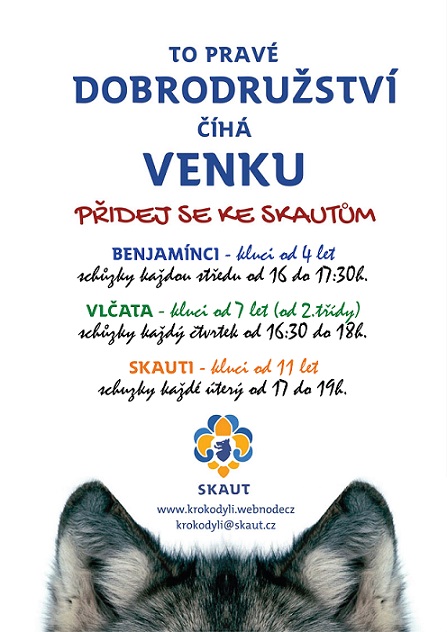 TO PRAVÉ
DOBRODRUŽSTVÍ
ČÍHÁ
VENKU
PŘIDEJ SE KE SKAUTŮM
BENJAMÍNCI - kluci od 4 let
schůzky každou středu od 16 do 17:30h.
VLČATA - kluci od 7 let (od 2.třídy)
schůzky každý čtvrtek od 16:30 do 18h.
SKAUTI - kluci od 11 let
schuzky každé úterý od 17 do 19h.
SKAUT
www.krokodyli.webnodecz
krokodyli@skaut.cz